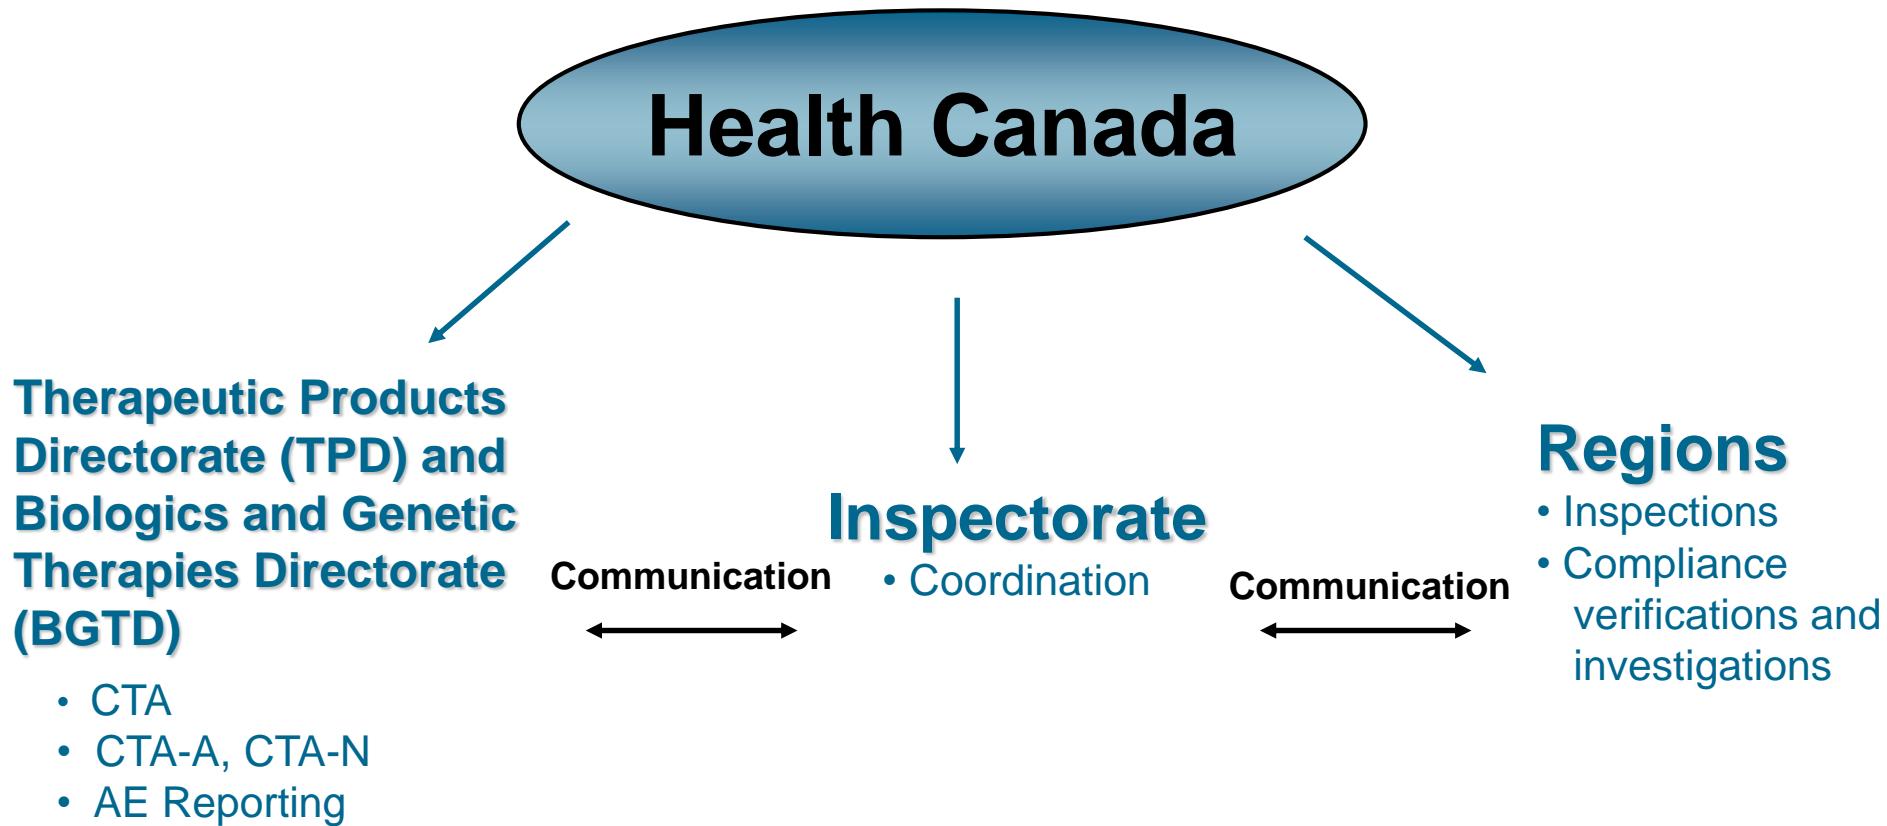 Health Canada
Therapeutic Products
Directorate (TPD) and
Biologics and Genetic
Therapies Directorate
(BGTD)
• CTA
• CTA-A, CTA-N
• AE Reporting
Communication
Inspectorate
• Coordination
Communication
Regions
• Inspections
• Compliance
verifications and
investigations